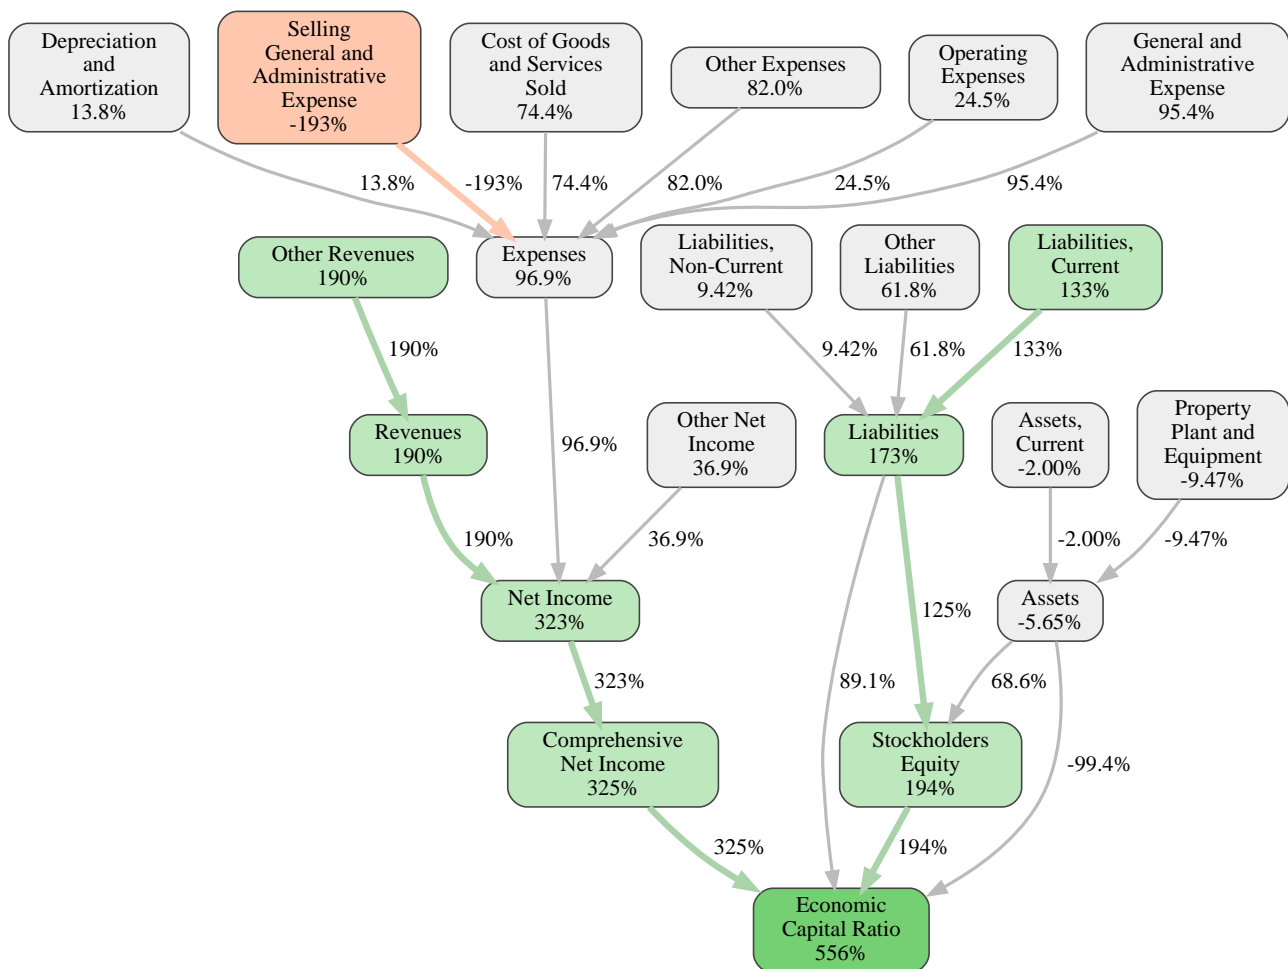 Depreciation
and
Amortization
13.8%
Selling
General and
Administrative
Expense
-193%
Cost of Goods
and Services
Sold
74.4%
Other Expenses
82.0%
Operating
Expenses
24.5%
General and
Administrative
Expense
95.4%
13.8%
-193%
74.4%
82.0%
24.5%
95.4%
Other Revenues
190%
Expenses
96.9%
Liabilities,
Non-Current
9.42%
Other
Liabilities
61.8%
Liabilities,
Current
133%
190%
9.42%
61.8%
133%
Revenues
190%
96.9%
Other Net
Income
36.9%
Liabilities
173%
Assets,
Current
-2.00%
Property
Plant and
Equipment
-9.47%
190%
36.9%
-2.00%
-9.47%
Net Income
323%
125%
Assets
-5.65%
323%
89.1%
68.6%
Comprehensive
Net Income
325%
Stockholders
Equity
194%
-99.4%
325%
194%
Economic
Capital Ratio
556%